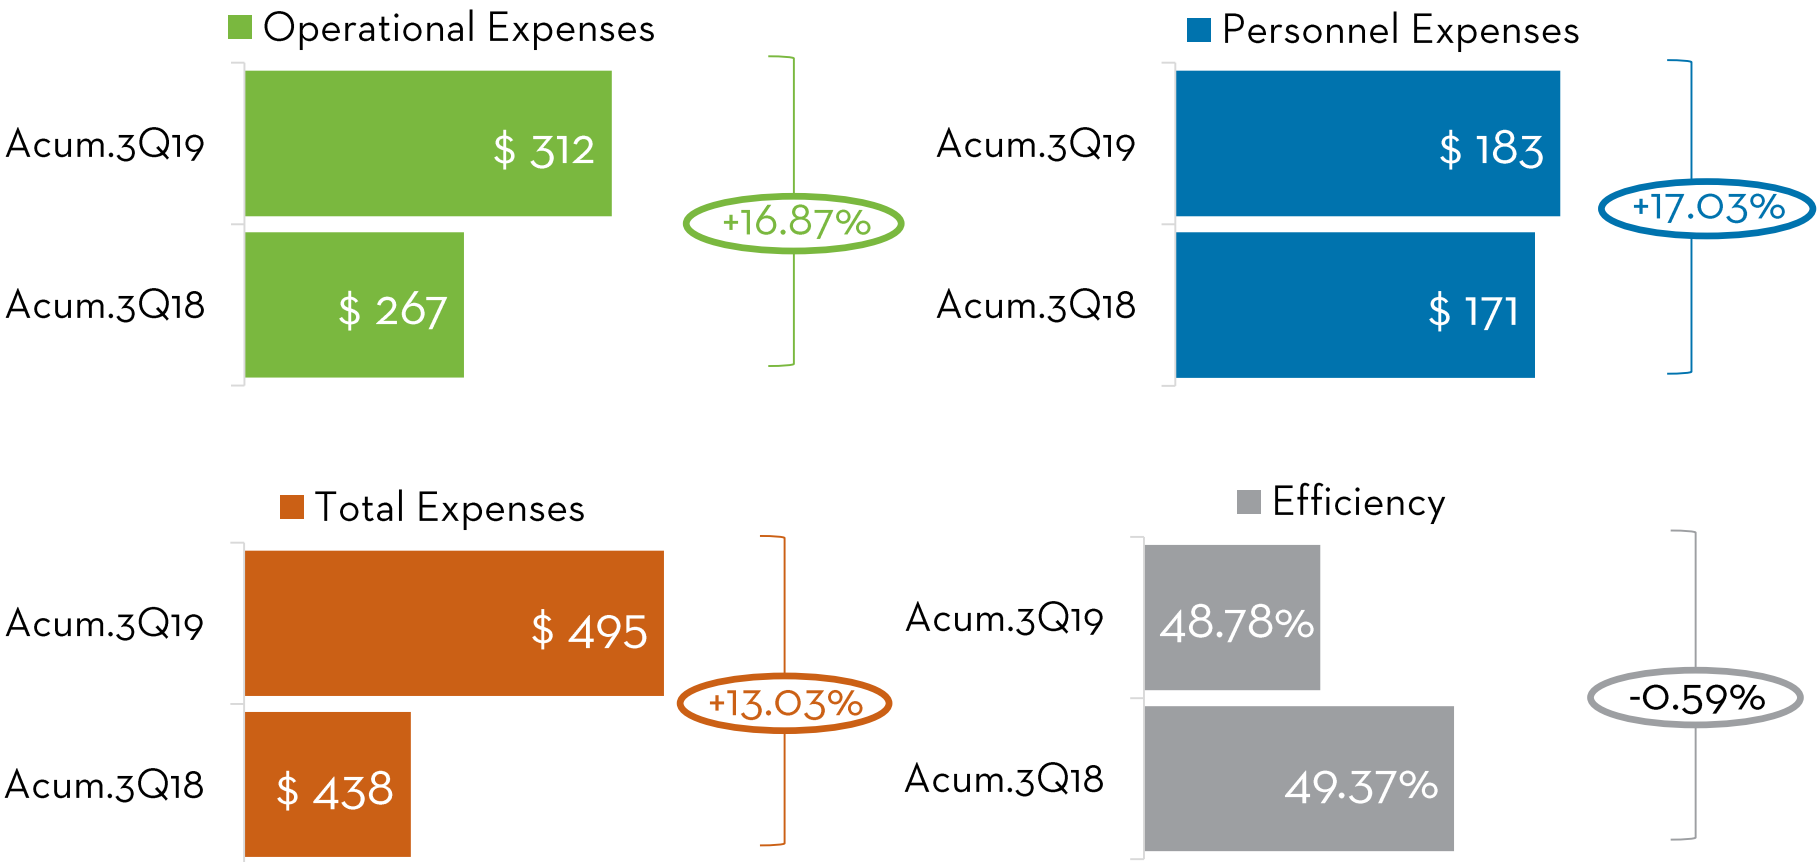 Operational Expenses
Acum.3Q19
$ 312
+16.87%
Acum.3Q18
$ 267
Personnel Expenses
Acum.3Q19
$ 183
+17.03%
Acum.3Q18
$ 171
Total Expenses
Acum.3Q19
$ 495
+13.03%
Acum.3Q18
$ 438
Efficiency
Acum.3Q19
48.78%
-0.59%
Acum.3Q18
49.37%